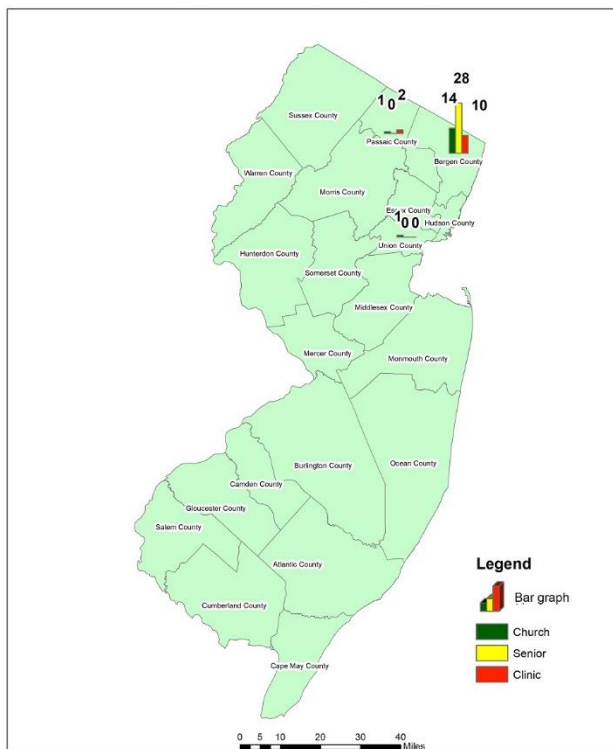 28
14
10
1 0 2
Sussex County
Passaic County
Bergen County
Warren County
Morris County
Essex County
Hudson County
1 0 0
Union County
Hunterdon County
Somerset County
Middlesex County
Mercer County
Monmouth County
Burlington County
Ocean County
Camden County
Gloucester County
Salem County
Atlantic County
Cumberland County
Cape May County
Legend
Bar graph
Church
Senior
Clinic
0 5 10 20 30 40
Miles